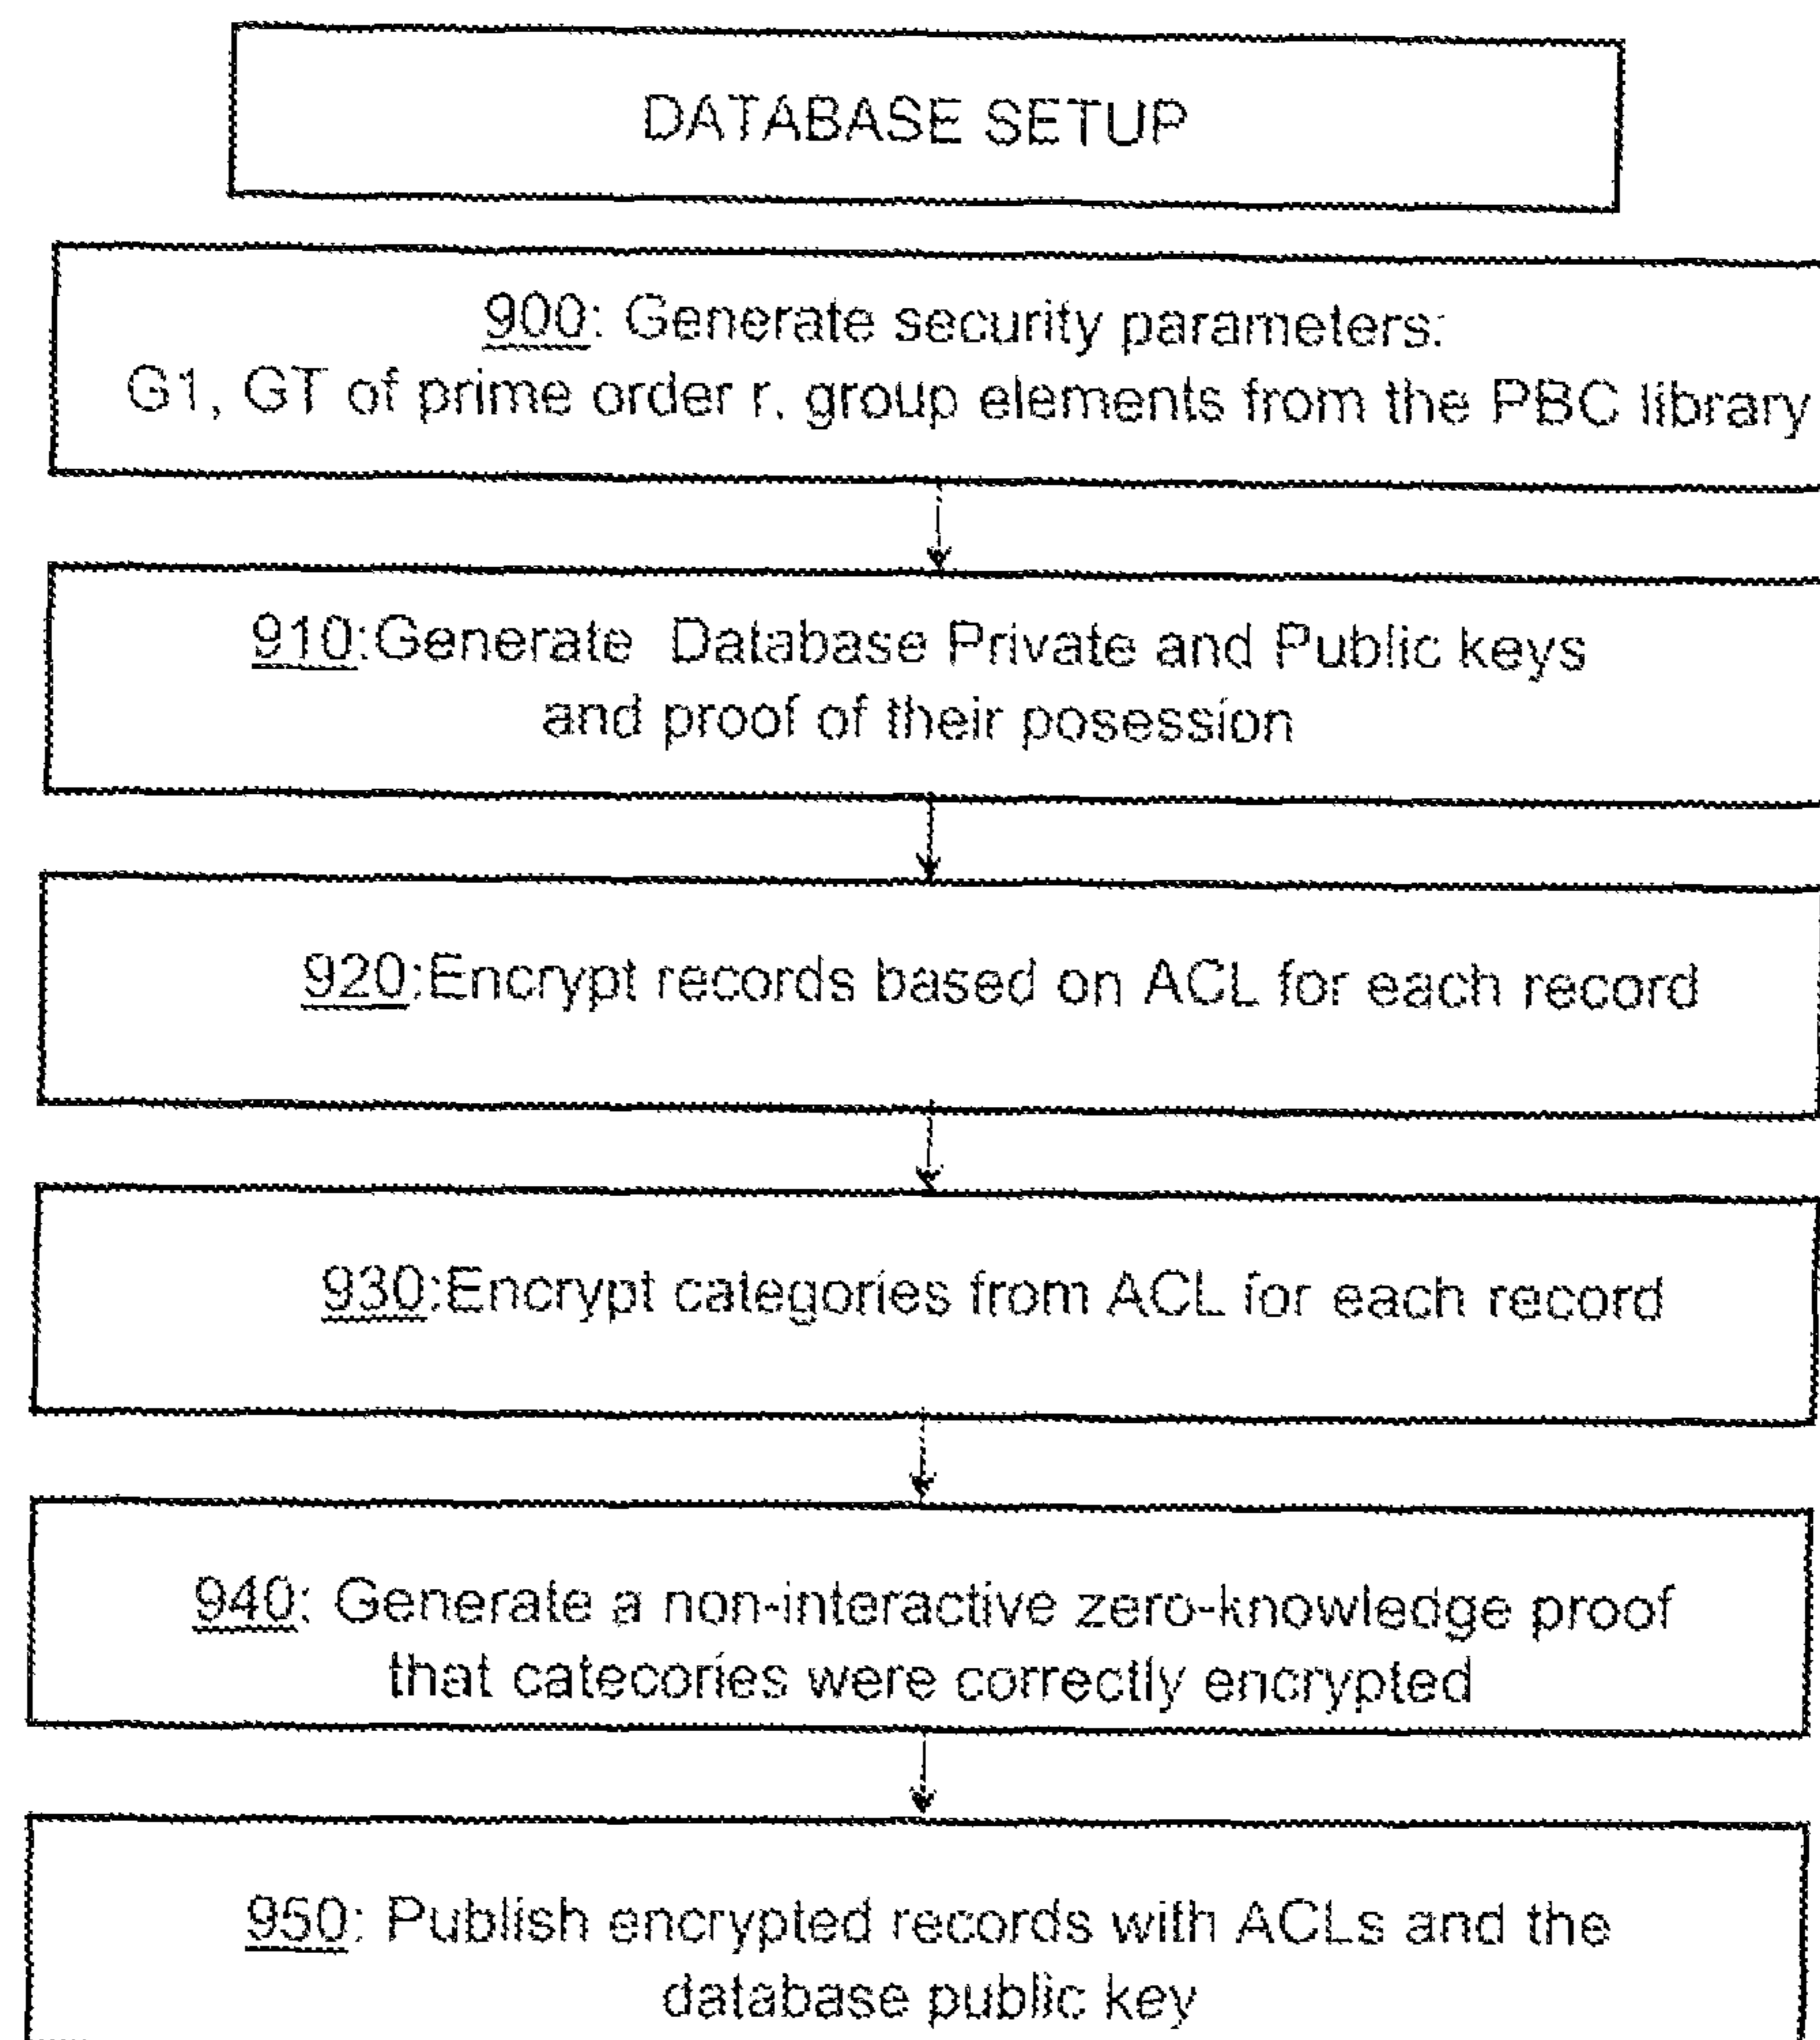 DATABASE SETUP
900: Generate security parameters:
G1, GT of prime order r. group elements from the PBC library
910:Generate Database Private and Public keys
and proof of their posession
920:Encrypt records based on ACL for each record
930:Encrypt categories from ACL for each record
940: Generate a non-interactive zero-knowledge proof
that catecories were correctly encrypted
950: Publish encrypted records with ACLs and the
database public key